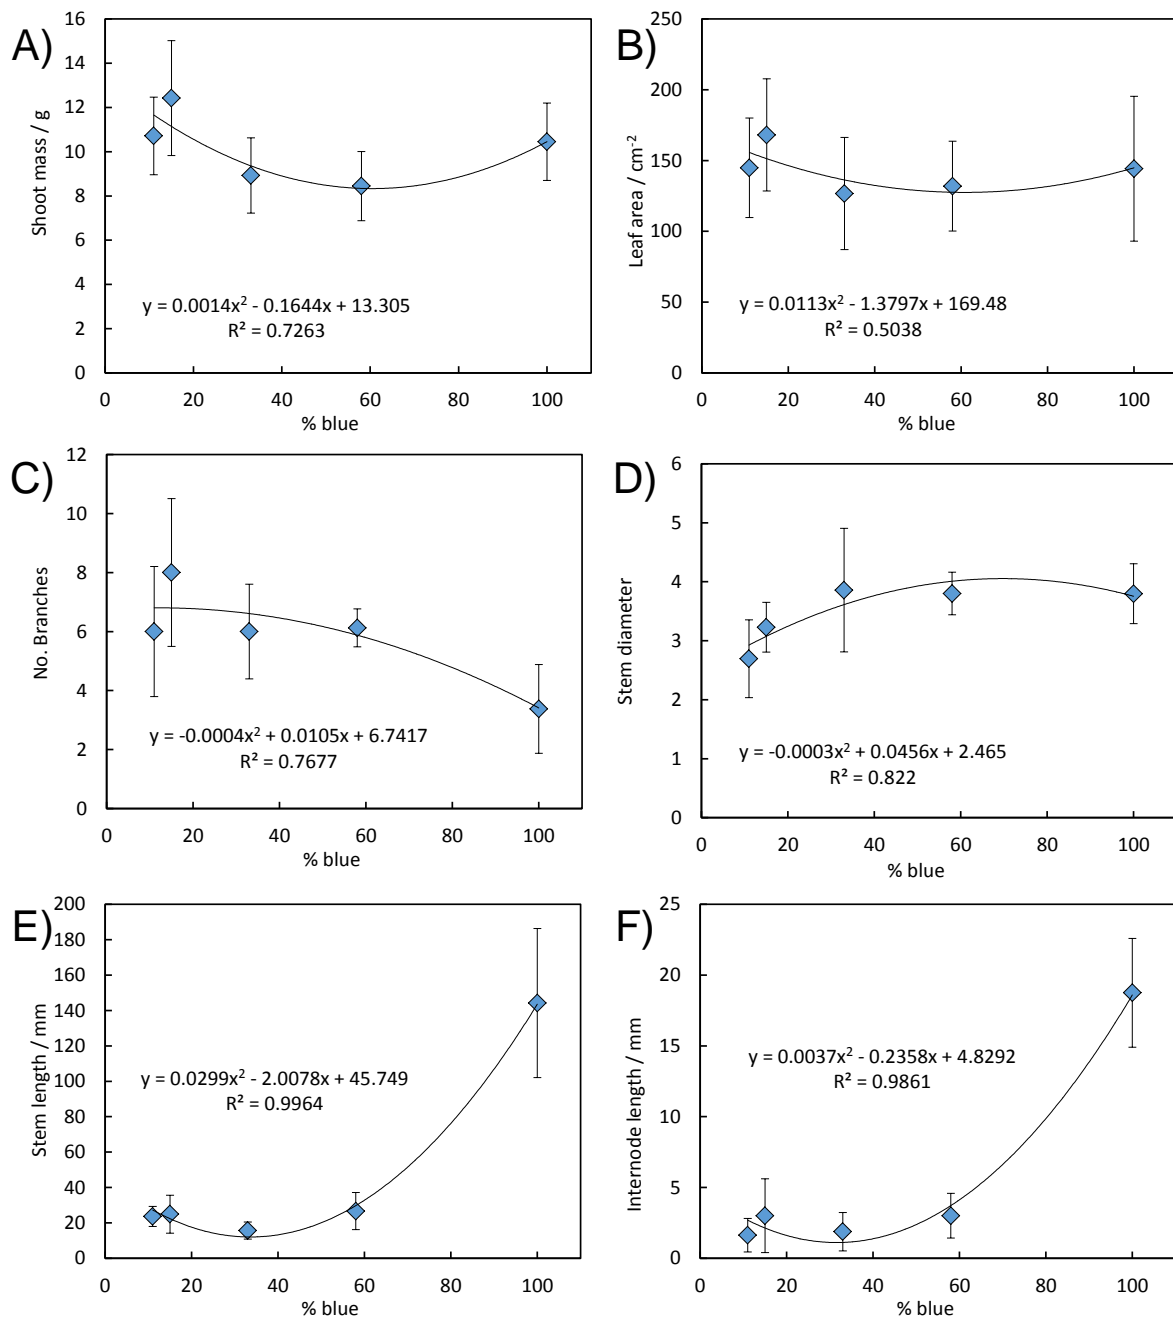 A)
16
14
12
10
8
6
4
2
0
Shoot mass / g
y = 0.0014x² - 0.1644x + 13.305
R² = 0.7263
0 20 40 60 80 100
% blue
B)
250
200
150
100
50
0
Leaf area / cm⁻²
y = 0.0113x² - 1.3797x + 169.48
R² = 0.5038
0 20 40 60 80 100
% blue
C)
12
10
8
6
4
2
0
No. Branches
y = -0.0004x² + 0.0105x + 6.7417
R² = 0.7677
0 20 40 60 80 100
% blue
D)
6
5
4
3
2
1
0
Stem diameter
y = -0.0003x² + 0.0456x + 2.465
R² = 0.822
0 20 40 60 80 100
% blue
E)
200
180
160
140
120
100
80
60
40
20
0
Stem length / mm
y = 0.0299x² - 2.0078x + 45.749
R² = 0.9964
0 20 40 60 80 100
% blue
F)
25
20
15
10
5
0
Internode length / mm
y = 0.0037x² - 0.2358x + 4.8292
R² = 0.9861
0 20 40 60 80 100
% blue